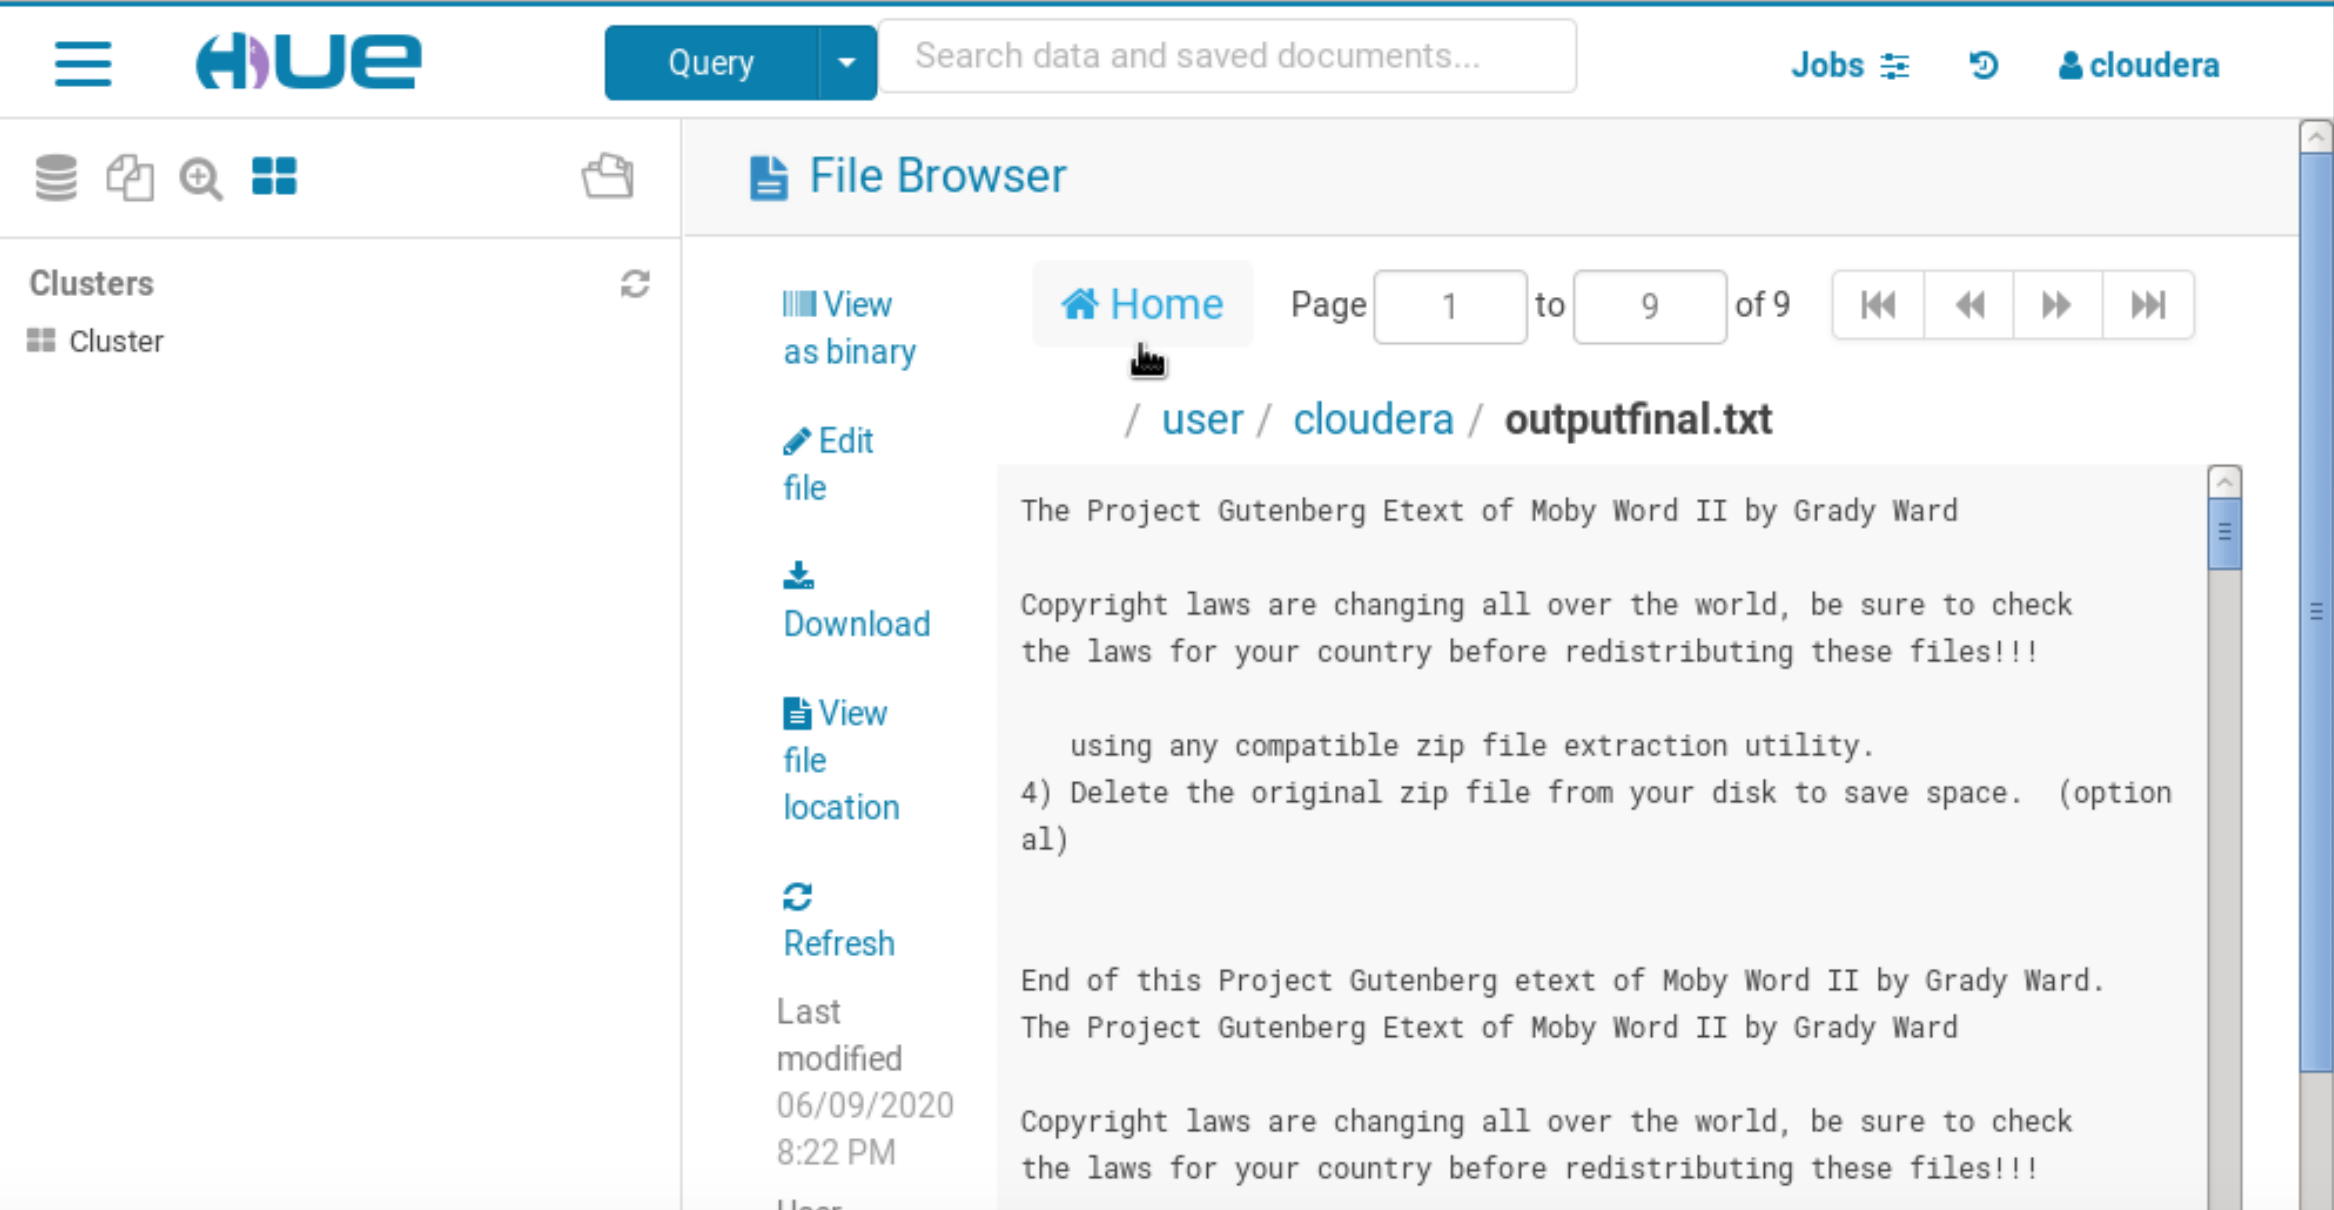 HUE
Query
Search data and saved documents...
Jobs
cloudera
File Browser
Clusters
Cluster
View
as binary
Edit
file
Download
View
file
location
Refresh
Last
modified
06/09/2020
8:22 PM
User
Home
Page 1 to 9 of 9
/ user / cloudera / outputfinal.txt
The Project Gutenberg Etext of Moby Word II by Grady Ward
Copyright laws are changing all over the world, be sure to check
the laws for your country before redistributing these files!!!
using any compatible zip file extraction utility.
4) Delete the original zip file from your disk to save space.  (option
al)
End of this Project Gutenberg etext of Moby Word II by Grady Ward.
The Project Gutenberg Etext of Moby Word II by Grady Ward
Copyright laws are changing all over the world, be sure to check
the laws for your country before redistributing these files!!!